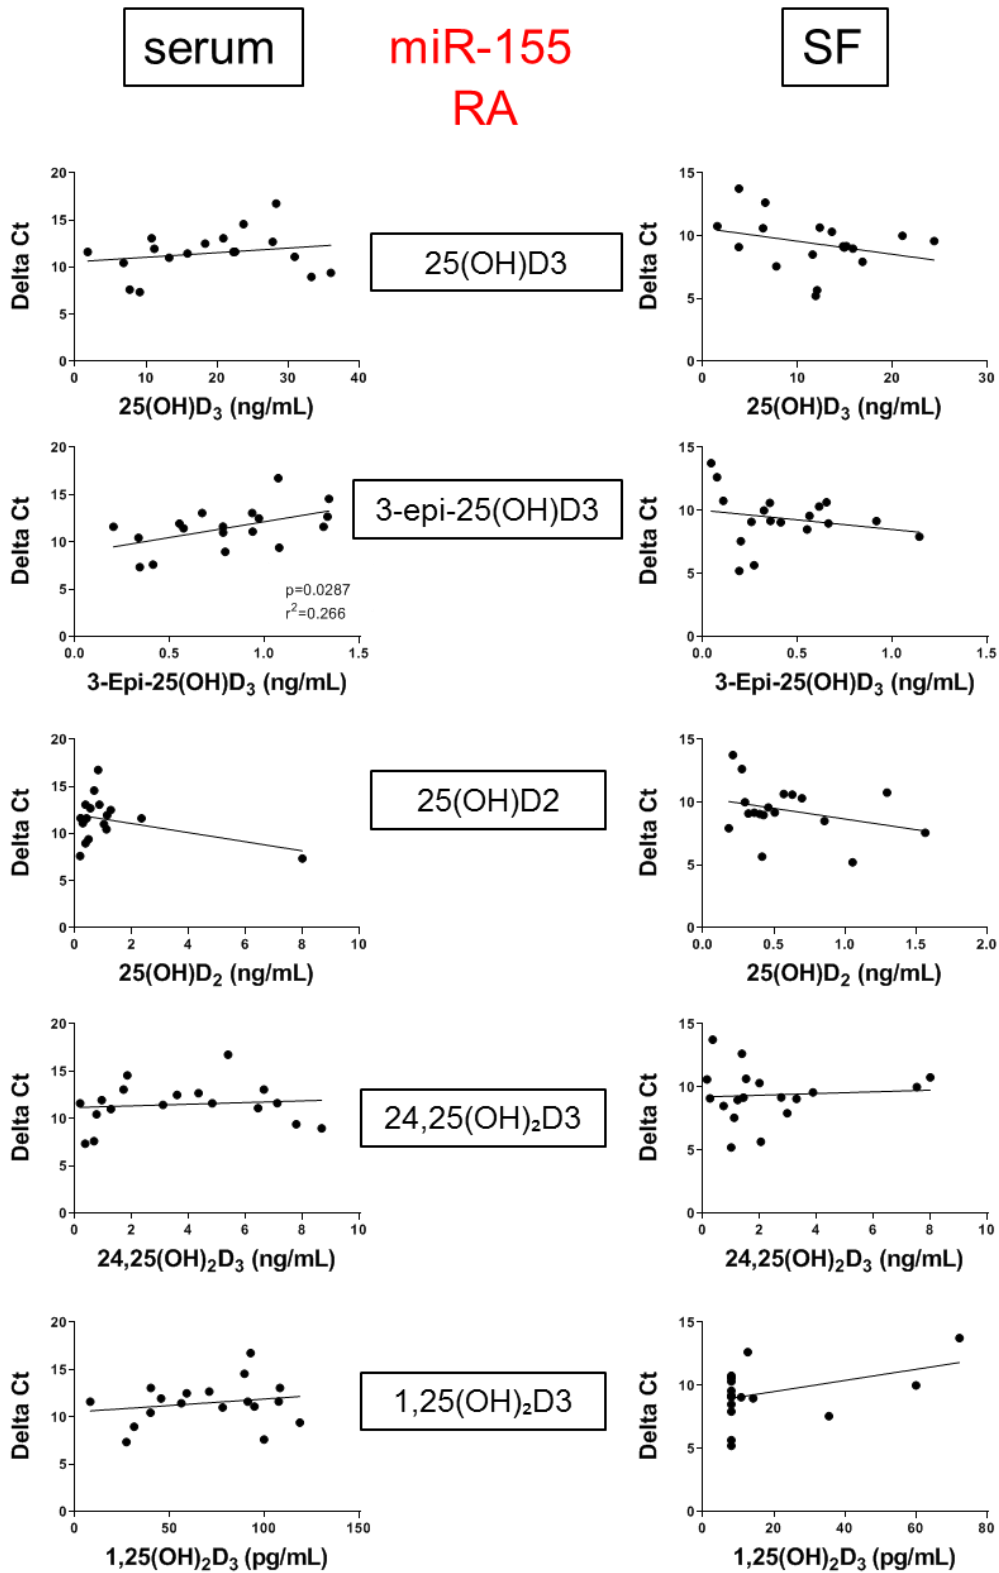 serum
miR-155
RA
SF
20
15
10
5
0
Delta Ct
0 10 20 30 40
25(OH)D3 (ng/mL)
25(OH)D3
15
10
5
0
Delta Ct
0 10 20 30
25(OH)D3 (ng/mL)
20
15
10
5
0
Delta Ct
p=0.0287
r2=0.266
0.0 0.5 1.0 1.5
3-Epi-25(OH)D3 (ng/mL)
3-epi-25(OH)D3
15
10
5
0
Delta Ct
0.0 0.5 1.0 1.5
3-Epi-25(OH)D3 (ng/mL)
20
15
10
5
0
Delta Ct
0 2 4 6 8 10
25(OH)D2 (ng/mL)
25(OH)D2
15
10
5
0
Delta Ct
0.0 0.5 1.0 1.5 2.0
25(OH)D2 (ng/mL)
20
15
10
5
0
Delta Ct
0 2 4 6 8 10
24,25(OH)2D3 (ng/mL)
24,25(OH)₂D3
15
10
5
0
Delta Ct
0 2 4 6 8 10
24,25(OH)2D3 (ng/mL)
20
15
10
5
0
Delta Ct
0 50 100 150
1,25(OH)2D3 (pg/mL)
1,25(OH)₂D3
15
10
5
0
Delta Ct
0 20 40 60 80
1,25(OH)2D3 (pg/mL)